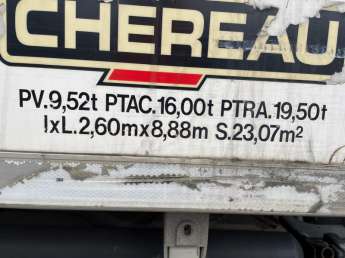 CHEREAU
PV.9,52t PTAC.16,00t PTRA.19,50t
lxL.2,60mx8,88m S.23,07m²